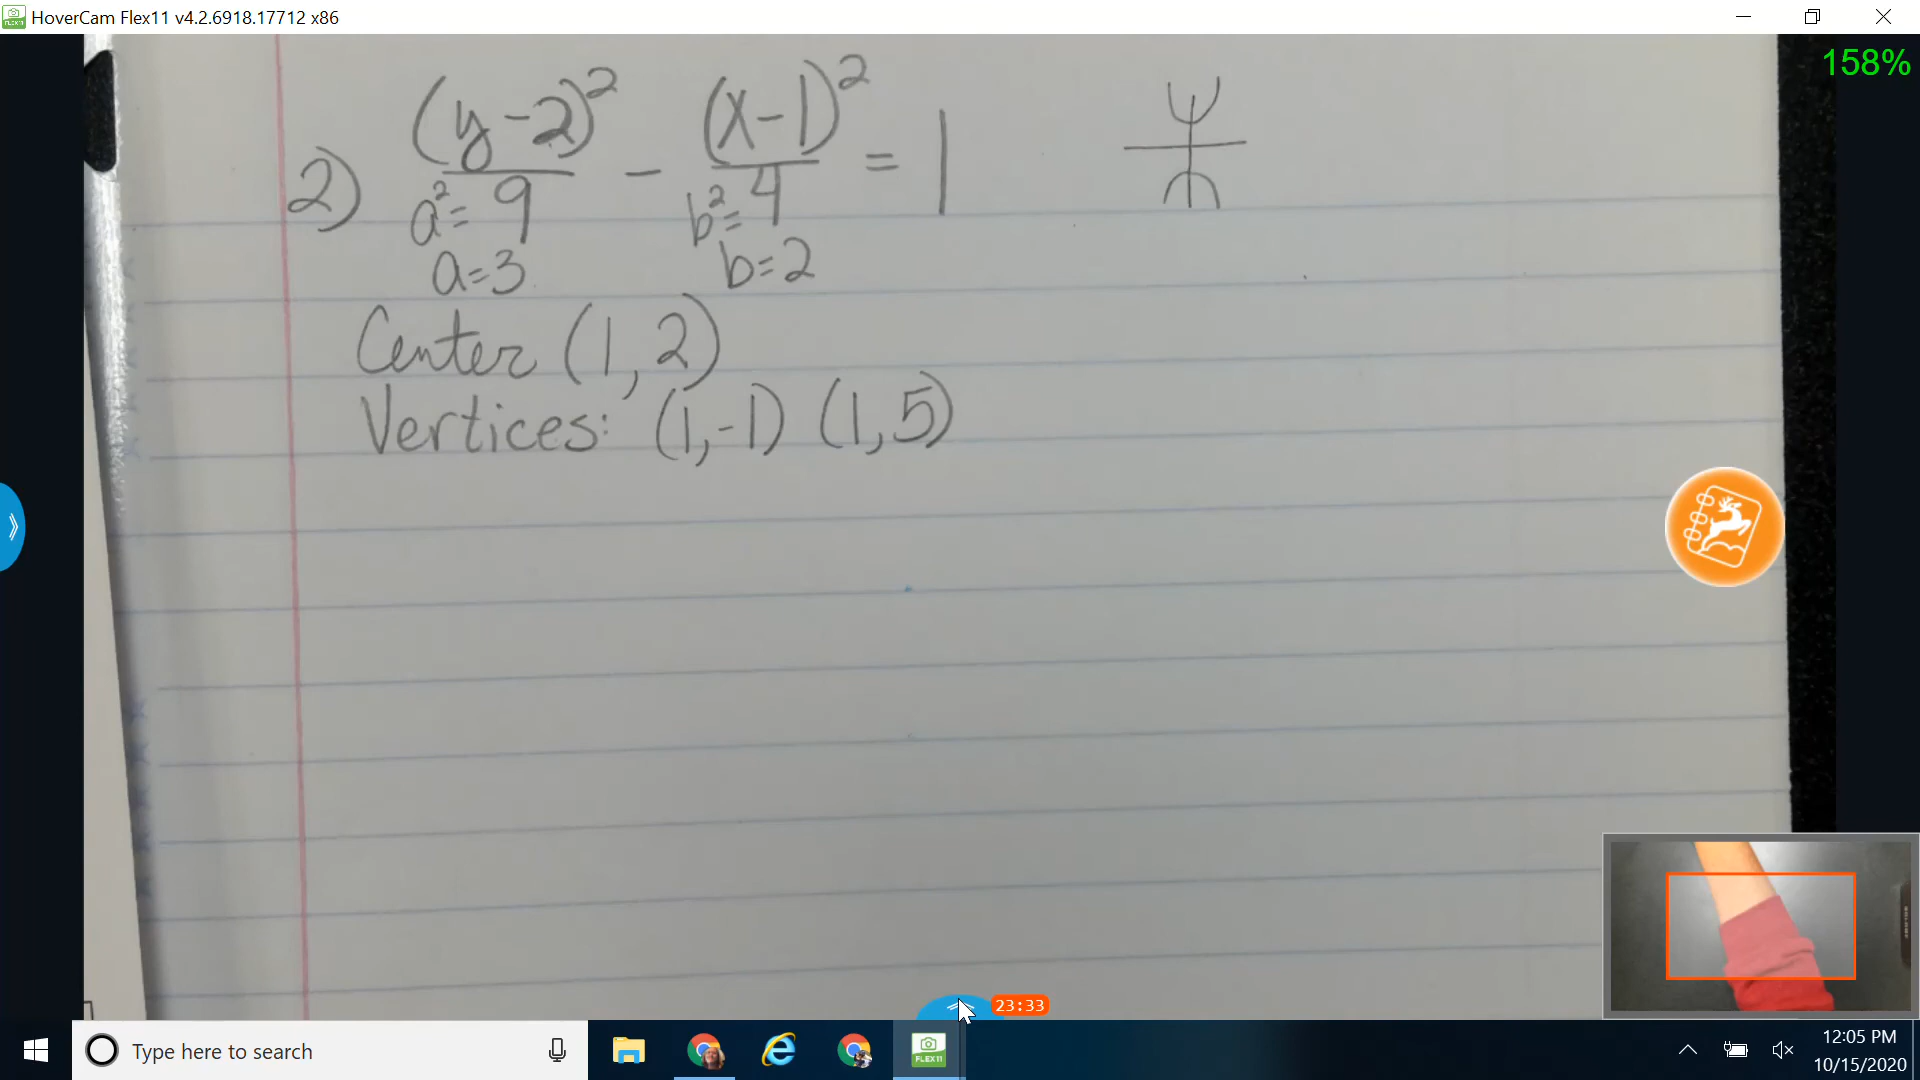 HoverCam Flex11 v4.2.6918.17712 x86
158%
2) (y-2)²/9 - (x-1)²/4 = 1
a²= b²=
a=3 b=2
Center (1, 2)
Vertices: (1,-1) (1,5)
23:33
Type here to search
FLEX11
12:05 PM
10/15/2020